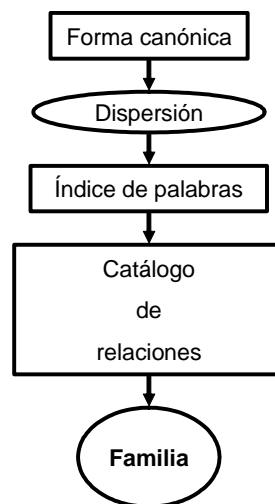 Forma canónica
Dispersión
Índice de palabras
Catálogo
de
relaciones
Familia